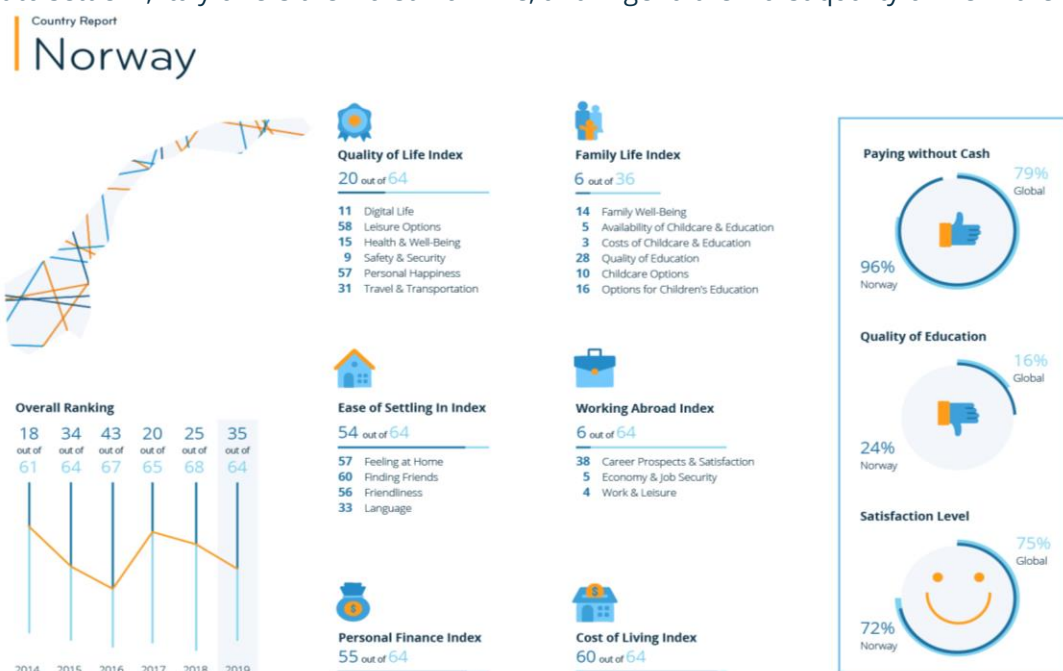 Country Report
Norway
Quality of Life Index
20 out of 64
11 Digital Life
58 Leisure Options
15 Health & Well-Being
9 Safety & Security
57 Personal Happiness
31 Travel & Transportation
Family Life Index
6 out of 36
14 Family Well-Being
5 Availability of Childcare & Education
3 Costs of Childcare & Education
28 Quality of Education
10 Childcare Options
16 Options for Children's Education
Ease of Settling In Index
54 out of 64
57 Feeling at Home
60 Finding Friends
56 Friendliness
33 Language
Working Abroad Index
6 out of 64
38 Career Prospects & Satisfaction
5 Economy & Job Security
4 Work & Leisure
Overall Ranking
18 34 43 20 25 35
out of out of out of out of out of out of
61 64 67 65 68 64
2014 2015 2016 2017 2018 2019
Personal Finance Index
55 out of 64
Cost of Living Index
60 out of 64
Paying without Cash
79%
Global
96%
Norway
Quality of Education
16%
Global
24%
Norway
Satisfaction Level
75%
Global
72%
Norway